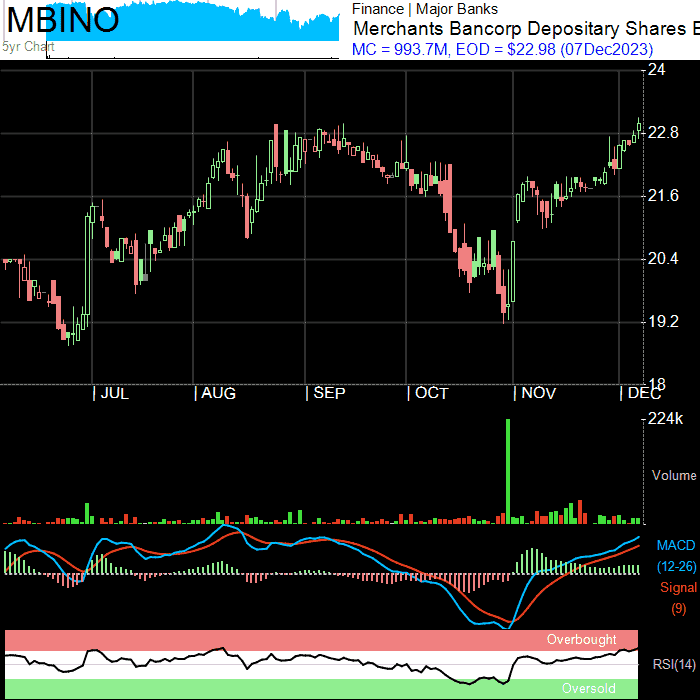 MBINO
5yr Chart
Finance | Major Banks
Merchants Bancorp Depositary Shares E
MC = 993.7M, EOD = $22.98 (07Dec2023)
24
22.8
21.6
20.4
19.2
18
| JUL | AUG | SEP | OCT | NOV | DEC
224k
Volume
MACD
(12-26)
Signal
(9)
Overbought
RSI(14)
Oversold